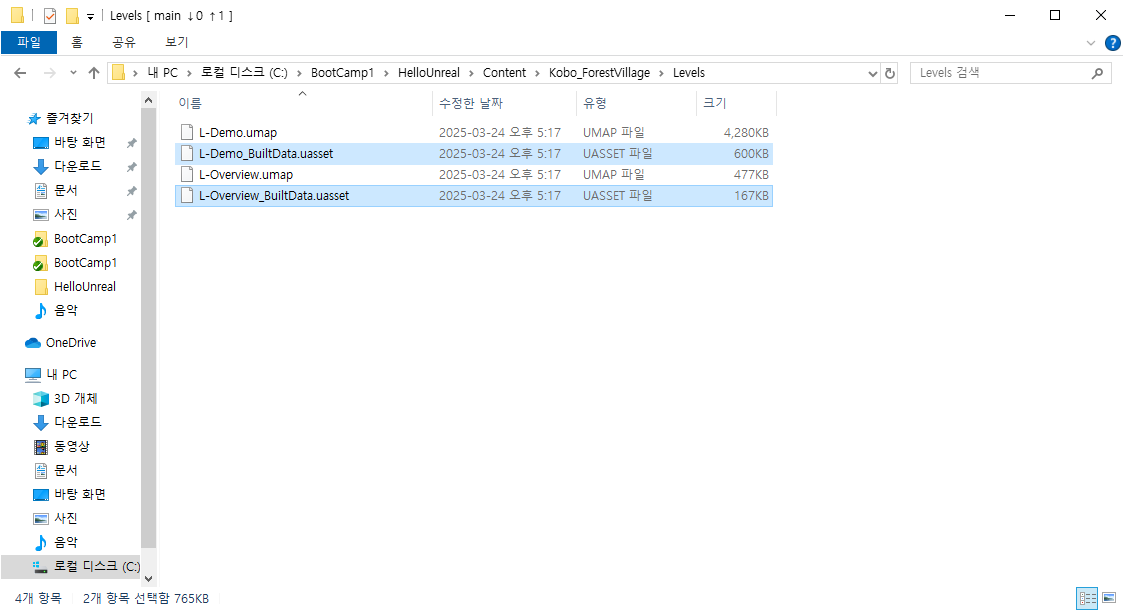 Levels [ main ↓0 ↑1 ]
파일 홈 공유 보기
내 PC › 로컬 디스크 (C:) › BootCamp1 › HelloUnreal › Content › Kobo_ForestVillage › Levels
Levels 검색
즐겨찾기
바탕 화면
다운로드
문서
사진
BootCamp1
BootCamp1
HelloUnreal
음악
OneDrive
내 PC
3D 개체
다운로드
동영상
문서
바탕 화면
사진
음악
로컬 디스크 (C:)
이름 수정한 날짜 유형 크기
L-Demo.umap 2025-03-24 오후 5:17 UMAP 파일 4,280KB
L-Demo_BuiltData.uasset 2025-03-24 오후 5:17 UASSET 파일 600KB
L-Overview.umap 2025-03-24 오후 5:17 UMAP 파일 477KB
L-Overview_BuiltData.uasset 2025-03-24 오후 5:17 UASSET 파일 167KB
4개 항목 2개 항목 선택함 765KB